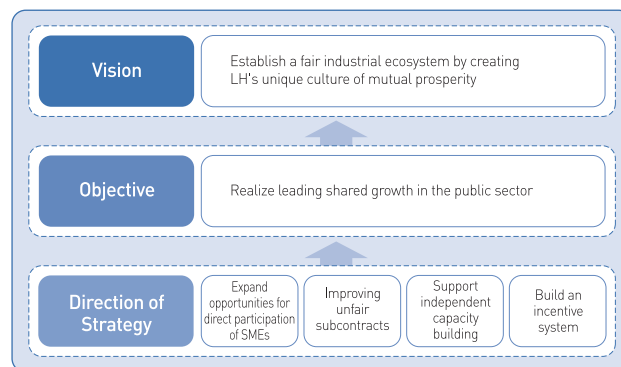 Vision
Establish a fair industrial ecosystem by creating
LH's unique culture of mutual prosperity
Objective
Realize leading shared growth in the public sector
Direction of
Strategy
Expand
opportunities for
direct participation
of SMEs
Improving
unfair
subcontracts
Support
independent
capacity
building
Build an
incentive
system